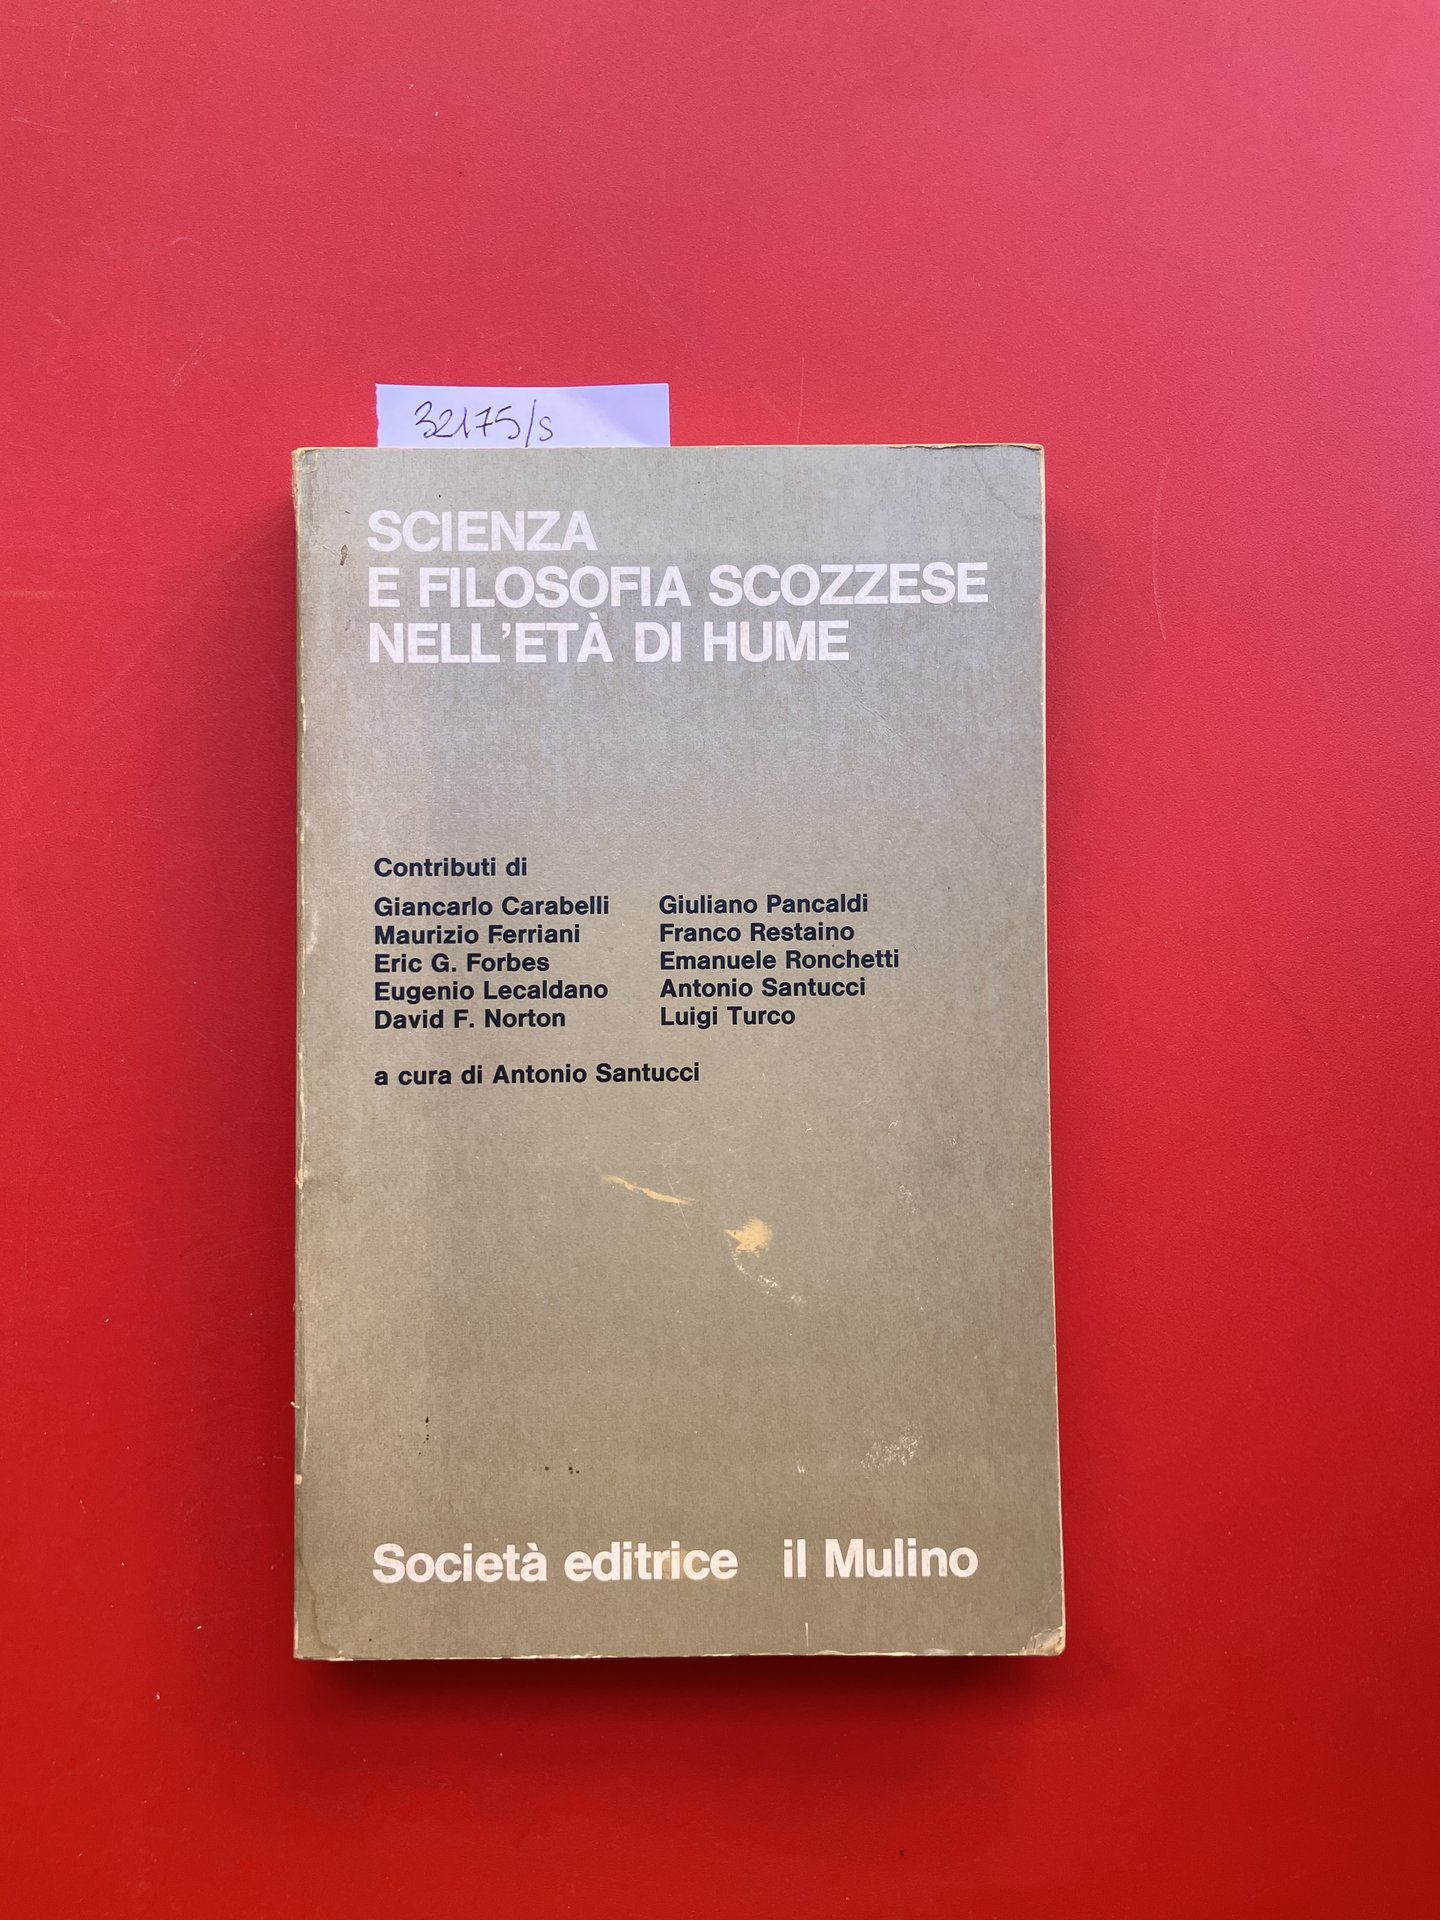 32175/s
SCIENZA
E FILOSOFIA SCOZZESE
NELL'ETÀ DI HUME
Contributi di
Giancarlo Carabelli
Maurizio Ferriani
Eric G. Forbes
Eugenio Lecaldano
David F. Norton
Giuliano Pancaldi
Franco Restaino
Emanuele Ronchetti
Antonio Santucci
Luigi Turco
a cura di Antonio Santucci
Società editrice il Mulino